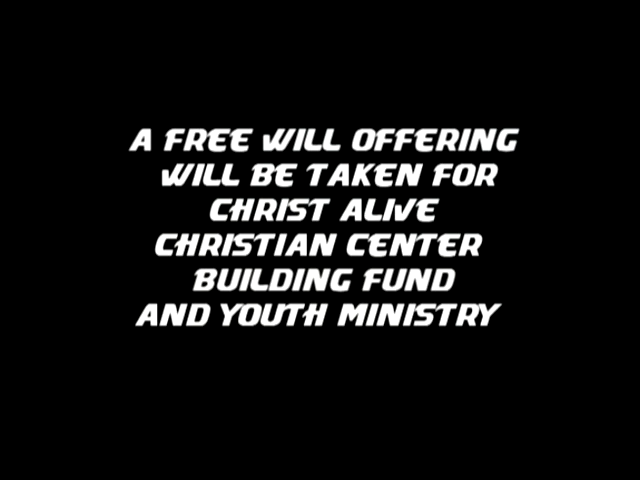 A FREE WILL OFFERING
WILL BE TAKEN FOR
CHRIST ALIVE
CHRISTIAN CENTER
BUILDING FUND
AND YOUTH MINISTRY